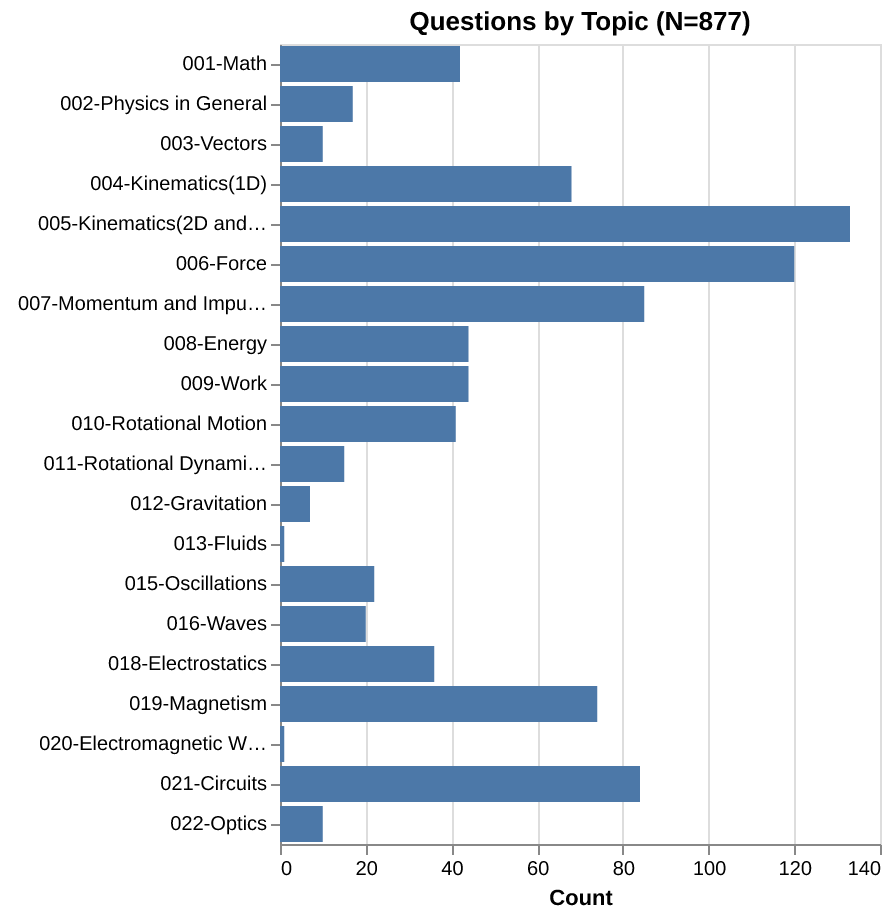 Questions by Topic (N=877)
001-Math
002-Physics in General
003-Vectors
004-Kinematics(1D)
005-Kinematics(2D and…
006-Force
007-Momentum and Impu…
008-Energy
009-Work
010-Rotational Motion
011-Rotational Dynami…
012-Gravitation
013-Fluids
015-Oscillations
016-Waves
018-Electrostatics
019-Magnetism
020-Electromagnetic W…
021-Circuits
022-Optics
0 20 40 60 80 100 120 140
Count